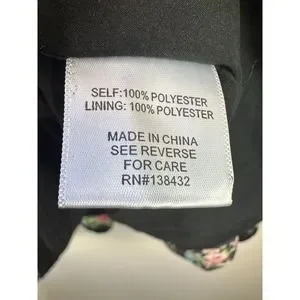 SELF:100% POLYESTER
LINING: 100% POLYESTER
MADE IN CHINA
SEE REVERSE
FOR CARE
RN#138432